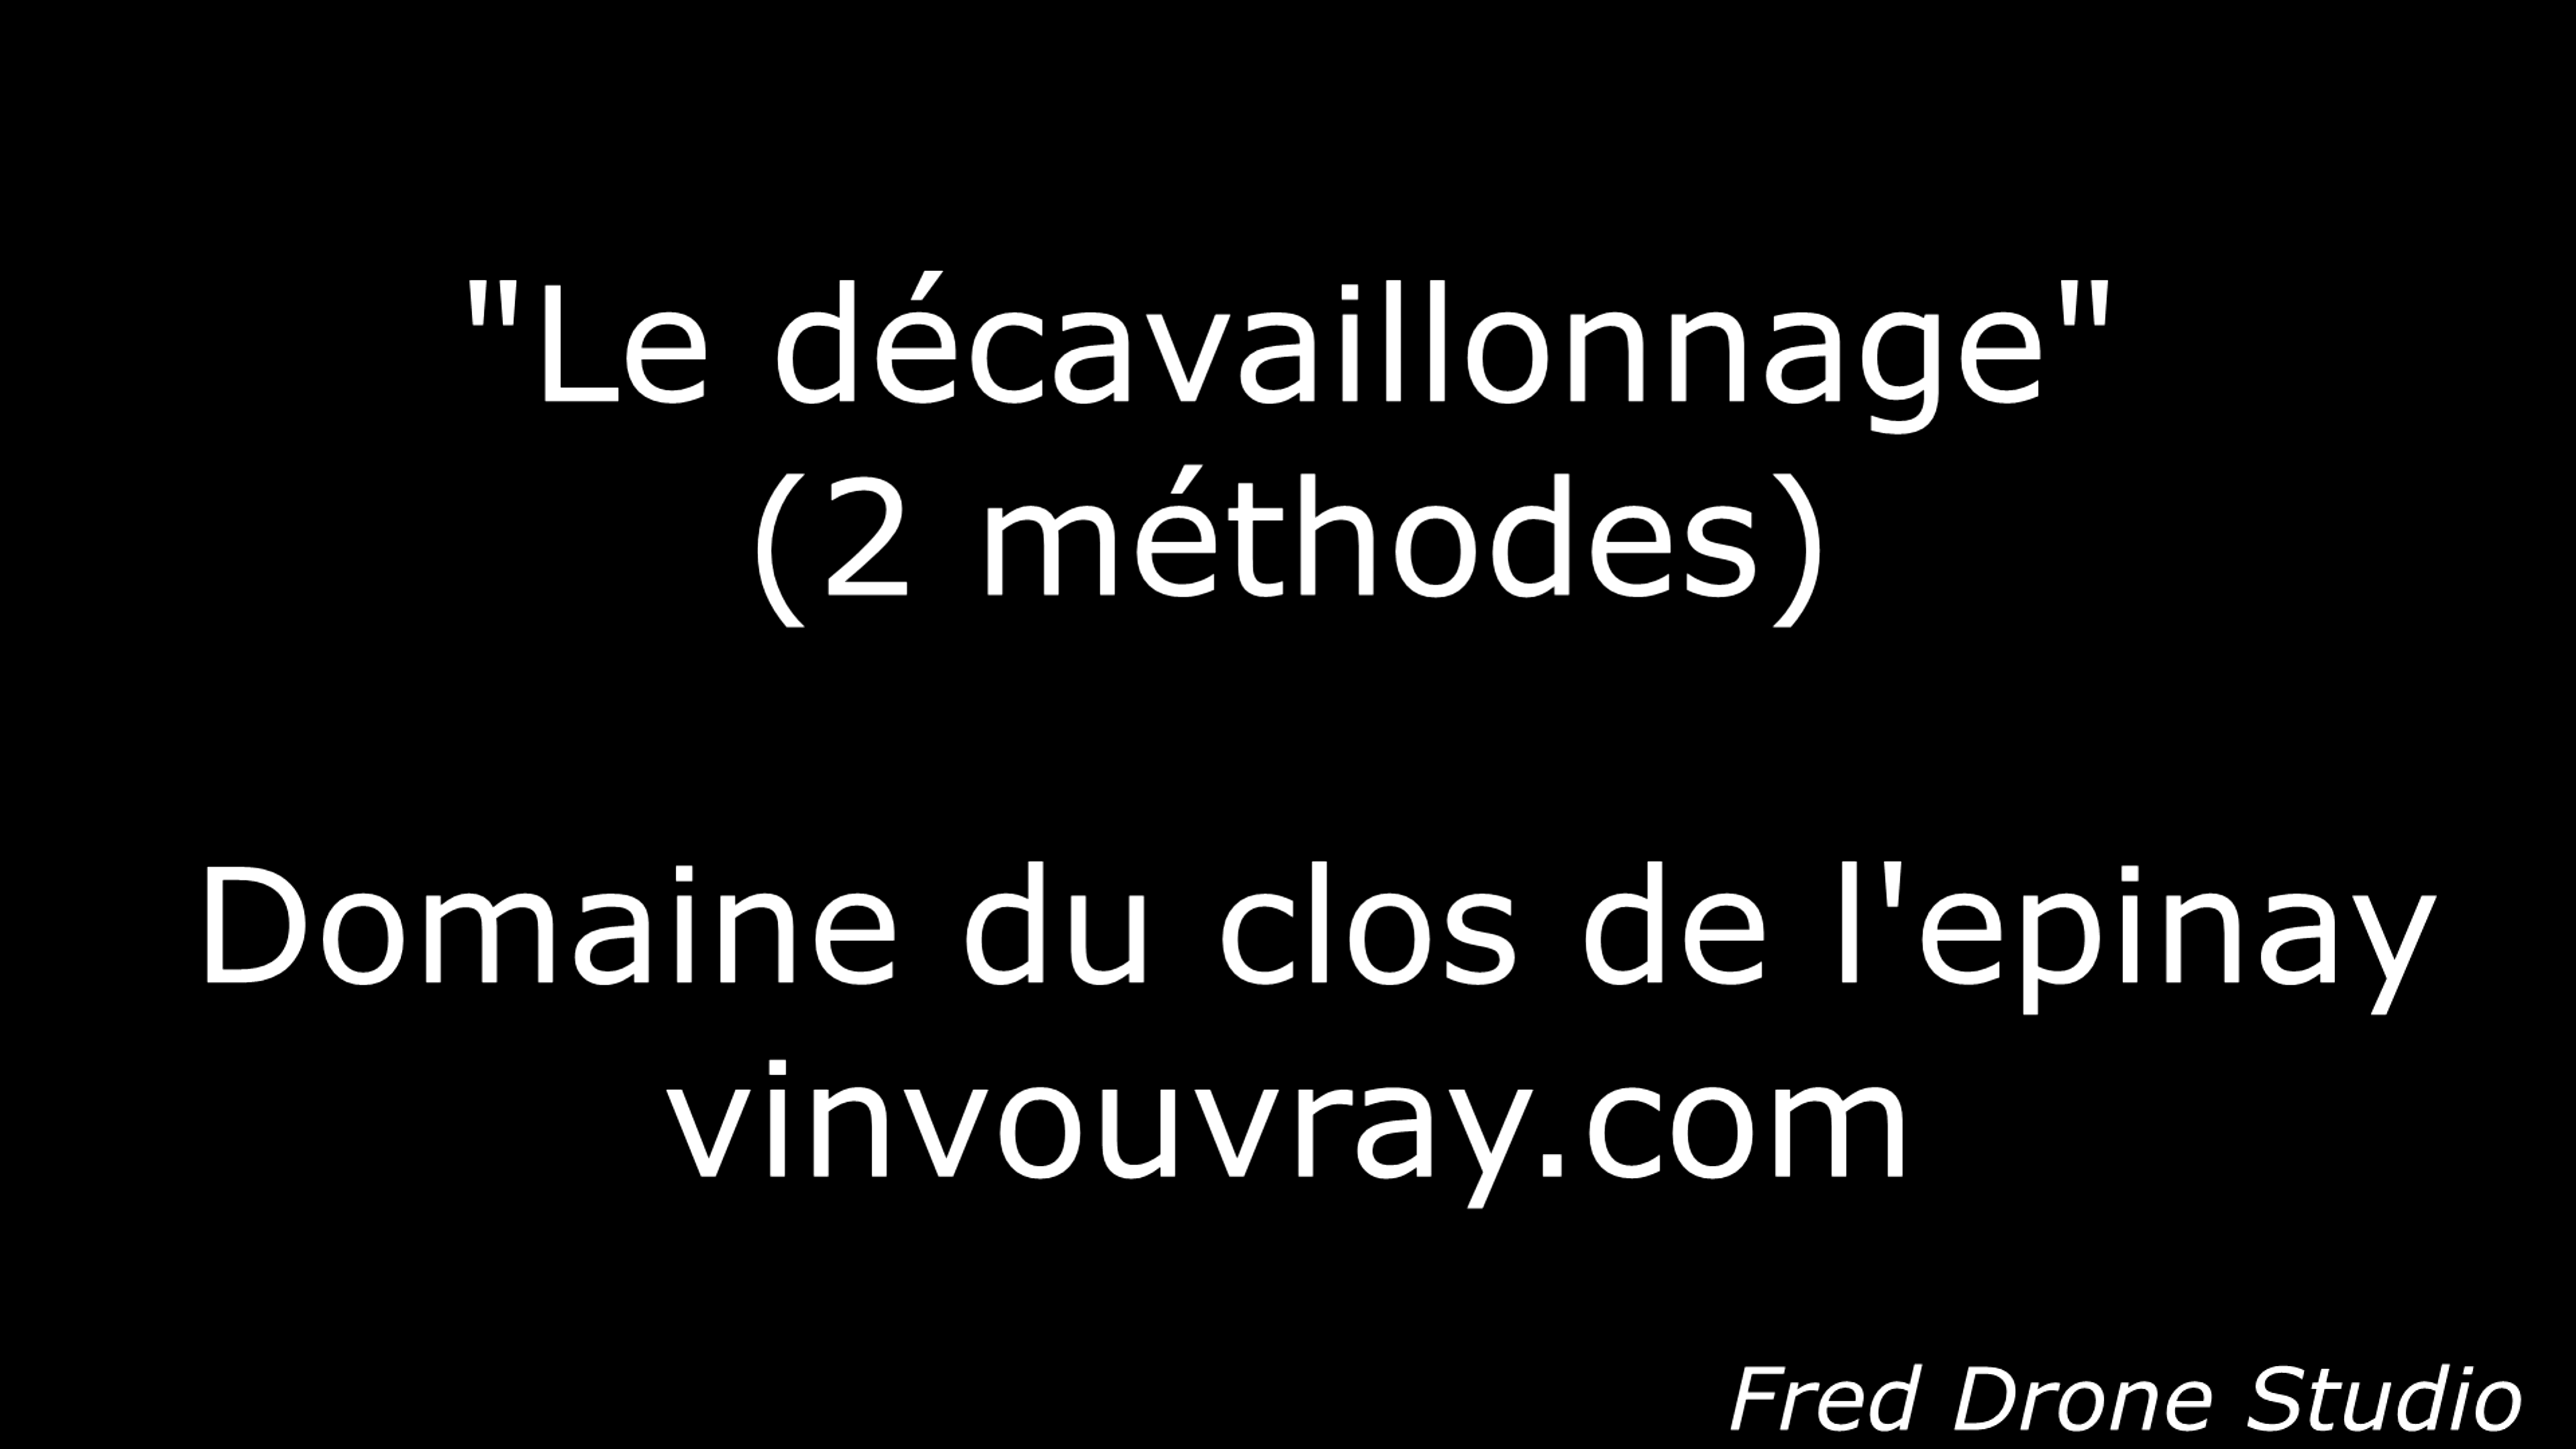 "Le décavaillonnage"
(2 méthodes)
Domaine du clos de l'epinay
vinvouvray.com
Fred Drone Studio